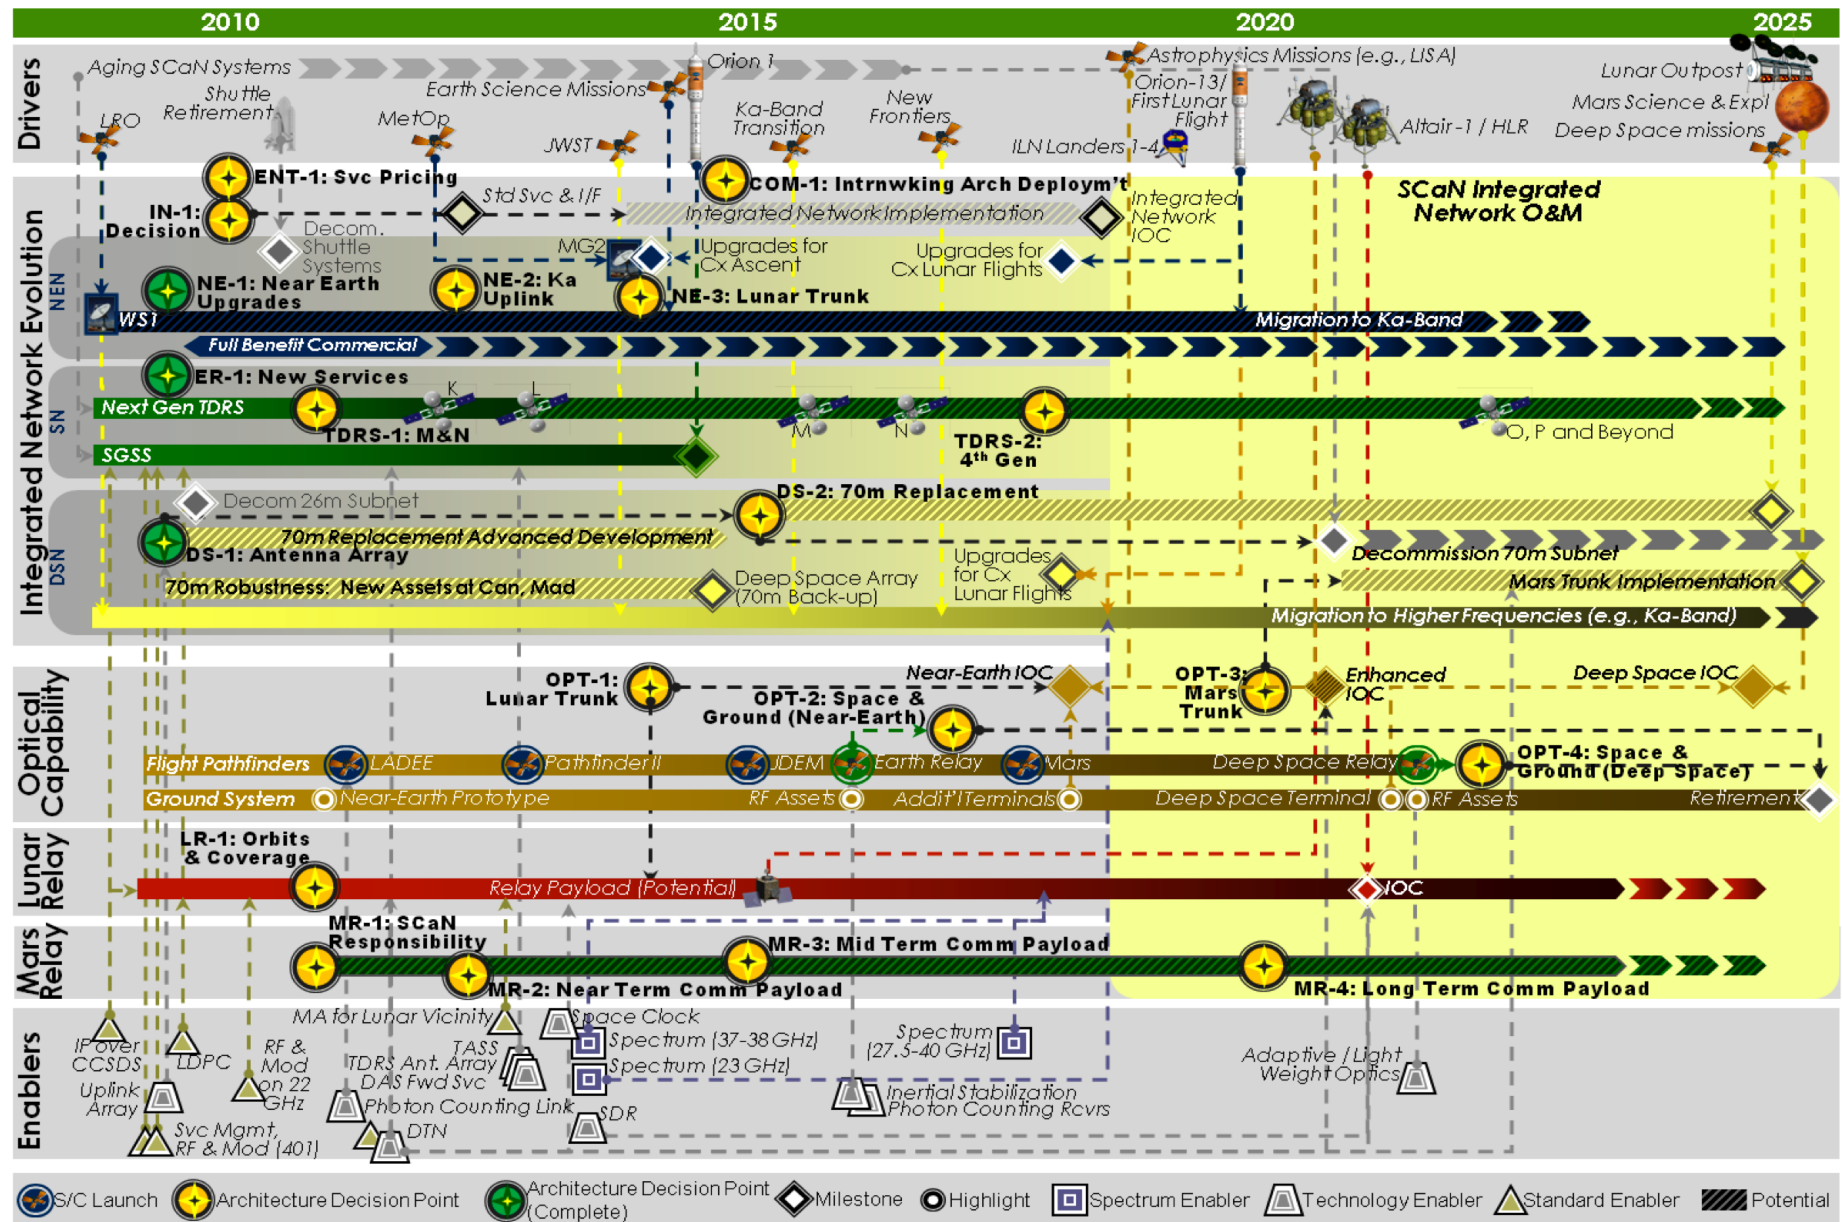 2010
2015
2020
2025
Drivers
Aging SCaN Systems
Shuttle
Retirement
LRO
MetOp
Earth Science Missions
JWST
Orion 1
Ka-Band
Transition
New
Frontiers
Astrophysics Missions (e.g., LISA)
Orion-13/
First Lunar
Flight
ILN Landers 1-4
Altair-1 / HLR
Lunar Outpost
Mars Science & Expl
Deep Space missions
Integrated Network Evolution
ENT-1: Svc Pricing
IN-1:
Decision
Std Svc & I/F
COM-1: Intrnwking Arch Deploym't
Integrated Network Implementation
Integrated
Network
IOC
SCaN Integrated
Network O&M
Decom.
Shuttle
Systems
NEN
MG2
Upgrades for
Cx Ascent
Upgrades for
Cx Lunar Flights
NE-1: Near Earth
Upgrades
NE-2: Ka
Uplink
NE-3: Lunar Trunk
WS1
Migration to Ka-Band
Full Benefit Commercial
SN
ER-1: New Services
Next Gen TDRS
K
L
M
N
TDRS-1: M&N
TDRS-2:
4th Gen
O, P and Beyond
SGSS
DSN
Decom 26m Subnet
DS-2: 70m Replacement
70m Replacement Advanced Development
DS-1: Antenna Array
Decommission 70m Subnet
70m Robustness: New Assets at Can, Mad
Deep Space Array
(70m Back-up)
Upgrades
for Cx
Lunar Flights
Mars Trunk Implementation
Migration to Higher Frequencies (e.g., Ka-Band)
Optical
Capability
OPT-1:
Lunar Trunk
Near-Earth IOC
OPT-2: Space &
Ground (Near-Earth)
OPT-3:
Mars
Trunk
Enhanced
IOC
Deep Space IOC
Flight Pathfinders
LADEE
Pathfinder II
JDEM
Earth Relay
Mars
Deep Space Relay
OPT-4: Space &
Ground (Deep Space)
Ground System
Near-Earth Prototype
RF Assets
Addit'l Terminals
Deep Space Terminal
RF Assets
Retirement
Lunar
Relay
LR-1: Orbits
& Coverage
Relay Payload (Potential)
IOC
Mars
Relay
MR-1: SCaN
Responsibility
MR-2: Near Term Comm Payload
MR-3: Mid Term Comm Payload
MR-4: Long Term Comm Payload
Enablers
IP over
CCSDS
Uplink
Array
LDPC
RF &
Mod
on 22
GHz
Svc Mgmt,
RF & Mod (401)
MA for Lunar Vicinity
TASS
TDRS Ant. Array
DAS Fwd Svc
Photon Counting Link
DTN
Space Clock
Spectrum (37-38 GHz)
Spectrum (23 GHz)
SDR
Spectrum
(27.5-40 GHz)
Inertial Stabilization
Photon Counting Rcvrs
Adaptive / Light
Weight Optics
S/C Launch
Architecture Decision Point
Architecture Decision Point
(Complete)
Milestone
Highlight
Spectrum Enabler
Technology Enabler
Standard Enabler
Potential